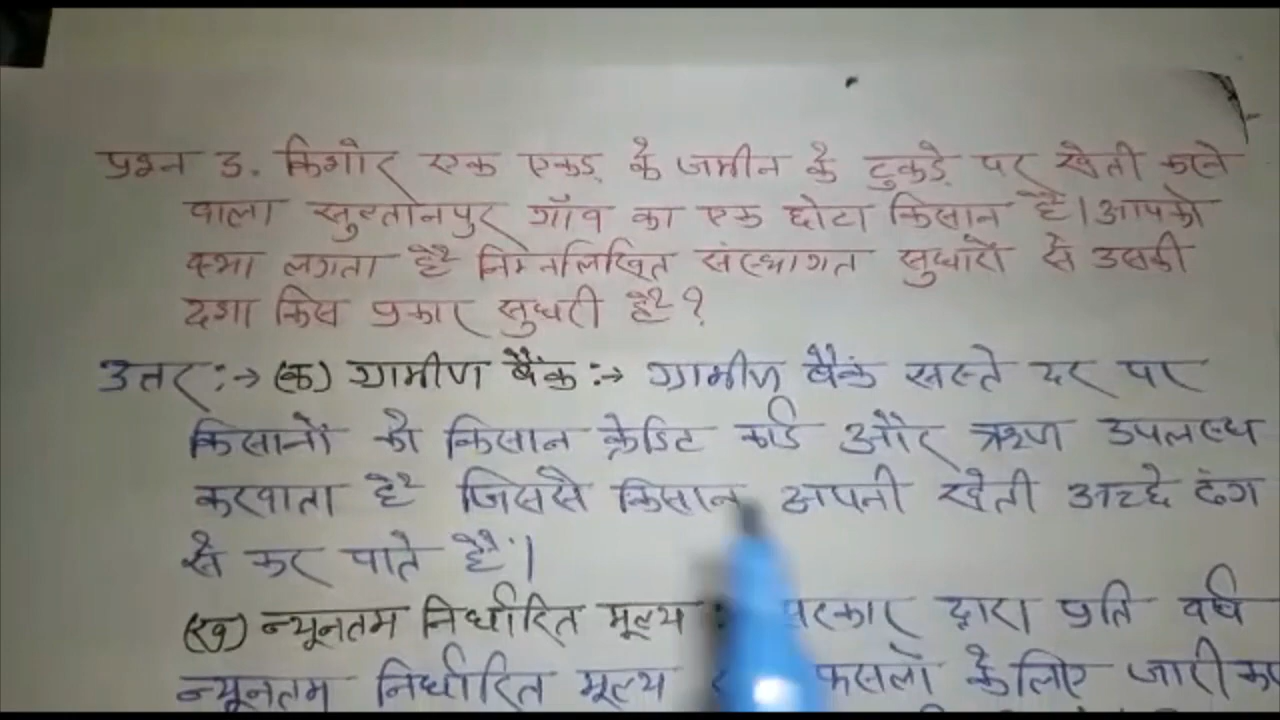 प्रश्न 3. किशोर एक एकड़ के जमीन के टुकड़े पर खेती करने
वाला सुल्तानपुर गाँव का एक छोटा किसान है। आपको
क्या लगता है निम्नलिखित संस्थागत सुधारों से उसकी
दशा किस प्रकार सुधरी है?
उत्तर :→ (क) ग्रामीण बैंक :→ ग्रामीण बैंक सस्ते दर पर
किसानों को किसान क्रेडिट कार्ड और ऋण उपलब्ध
करवाता है जिससे किसान अपनी खेती अच्छे ढंग
से कर पाते हैं।
(ख) न्यूनतम निर्धारित मूल्य : सरकार द्वारा प्रति वर्ष
न्यूनतम निर्धारित मूल्य फसलों के लिए जारी कर